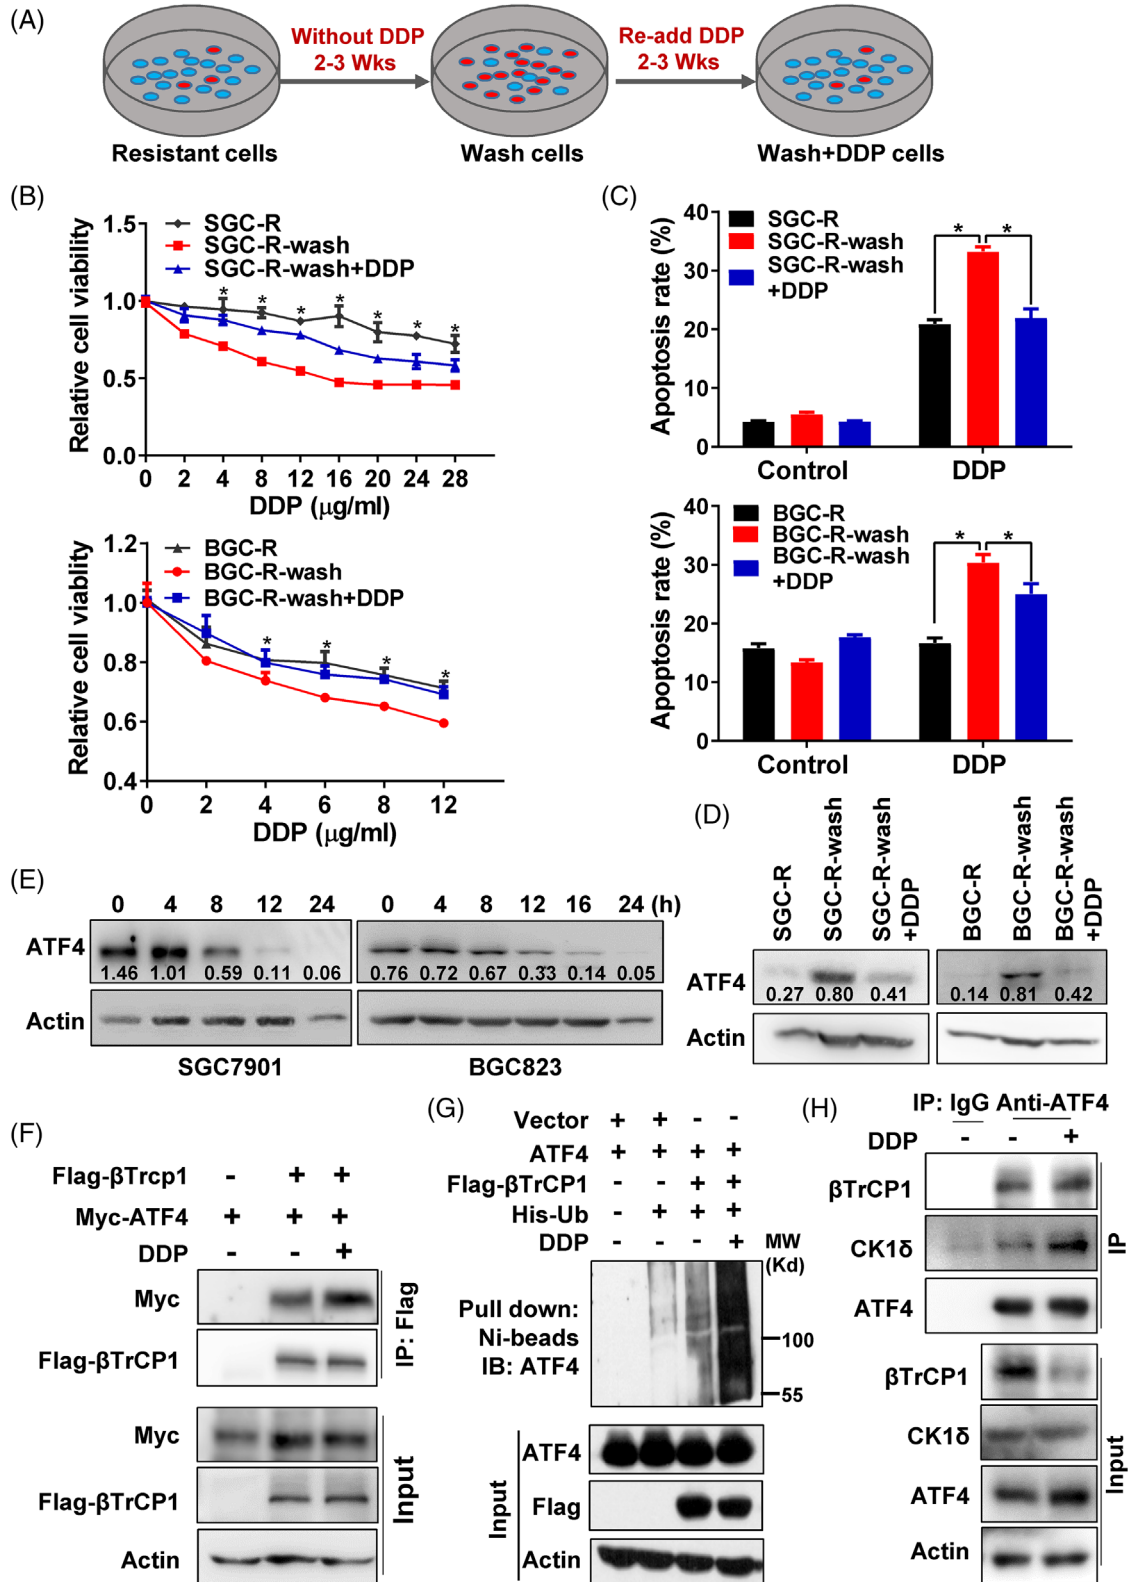 (A)
Without DDP
2-3 Wks
Re-add DDP
2-3 Wks
Resistant cells
Wash cells
Wash+DDP cells
(B)
Relative cell viability
1.5
1.0
0.5
0.0
SGC-R
SGC-R-wash
SGC-R-wash+DDP
* * * * * * *
0 2 4 8 12 16 20 24 28
DDP (μg/ml)
Relative cell viablity
1.2
1.0
0.8
0.6
0.4
BGC-R
BGC-R-wash
BGC-R-wash+DDP
* * * *
0 2 4 6 8 12
DDP (μg/ml)
(C)
Apoptosis rate (%)
40
30
20
10
0
SGC-R
SGC-R-wash
SGC-R-wash
+DDP
* *
Control DDP
Apoptosis rate (%)
40
30
20
10
0
BGC-R
BGC-R-wash
BGC-R-wash
+DDP
* *
Control DDP
(D)
SGC-R
SGC-R-wash
SGC-R-wash
+DDP
BGC-R
BGC-R-wash
BGC-R-wash
+DDP
ATF4
0.27 0.80 0.41
0.14 0.81 0.42
Actin
(E)
0 4 8 12 24
0 4 8 12 16 24 (h)
ATF4
1.46 1.01 0.59 0.11 0.06
0.76 0.72 0.67 0.33 0.14 0.05
Actin
SGC7901
BGC823
(F)
Flag-βTrcp1 - + +
Myc-ATF4 + + +
DDP - - +
Myc
Flag-βTrCP1
IP: Flag
Myc
Flag-βTrCP1
Actin
Input
(G)
Vector + + - -
ATF4 + + + +
Flag-βTrCP1 - - + +
His-Ub - + + +
DDP - - - +
MW
(Kd)
Pull down:
Ni-beads
IB: ATF4
100
55
ATF4
Flag
Actin
Input
(H)
IP: IgG Anti-ATF4
DDP - - +
βTrCP1
CK1δ
ATF4
IP
βTrCP1
CK1δ
ATF4
Actin
Input